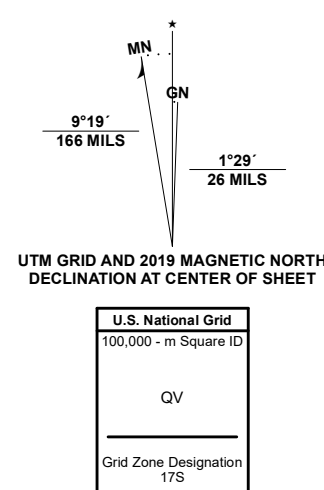 ★
MN
GN
9°19´
166 MILS
1°29´
26 MILS
UTM GRID AND 2019 MAGNETIC NORTH
DECLINATION AT CENTER OF SHEET
U.S. National Grid
100,000 - m Square ID
QV
Grid Zone Designation
17S